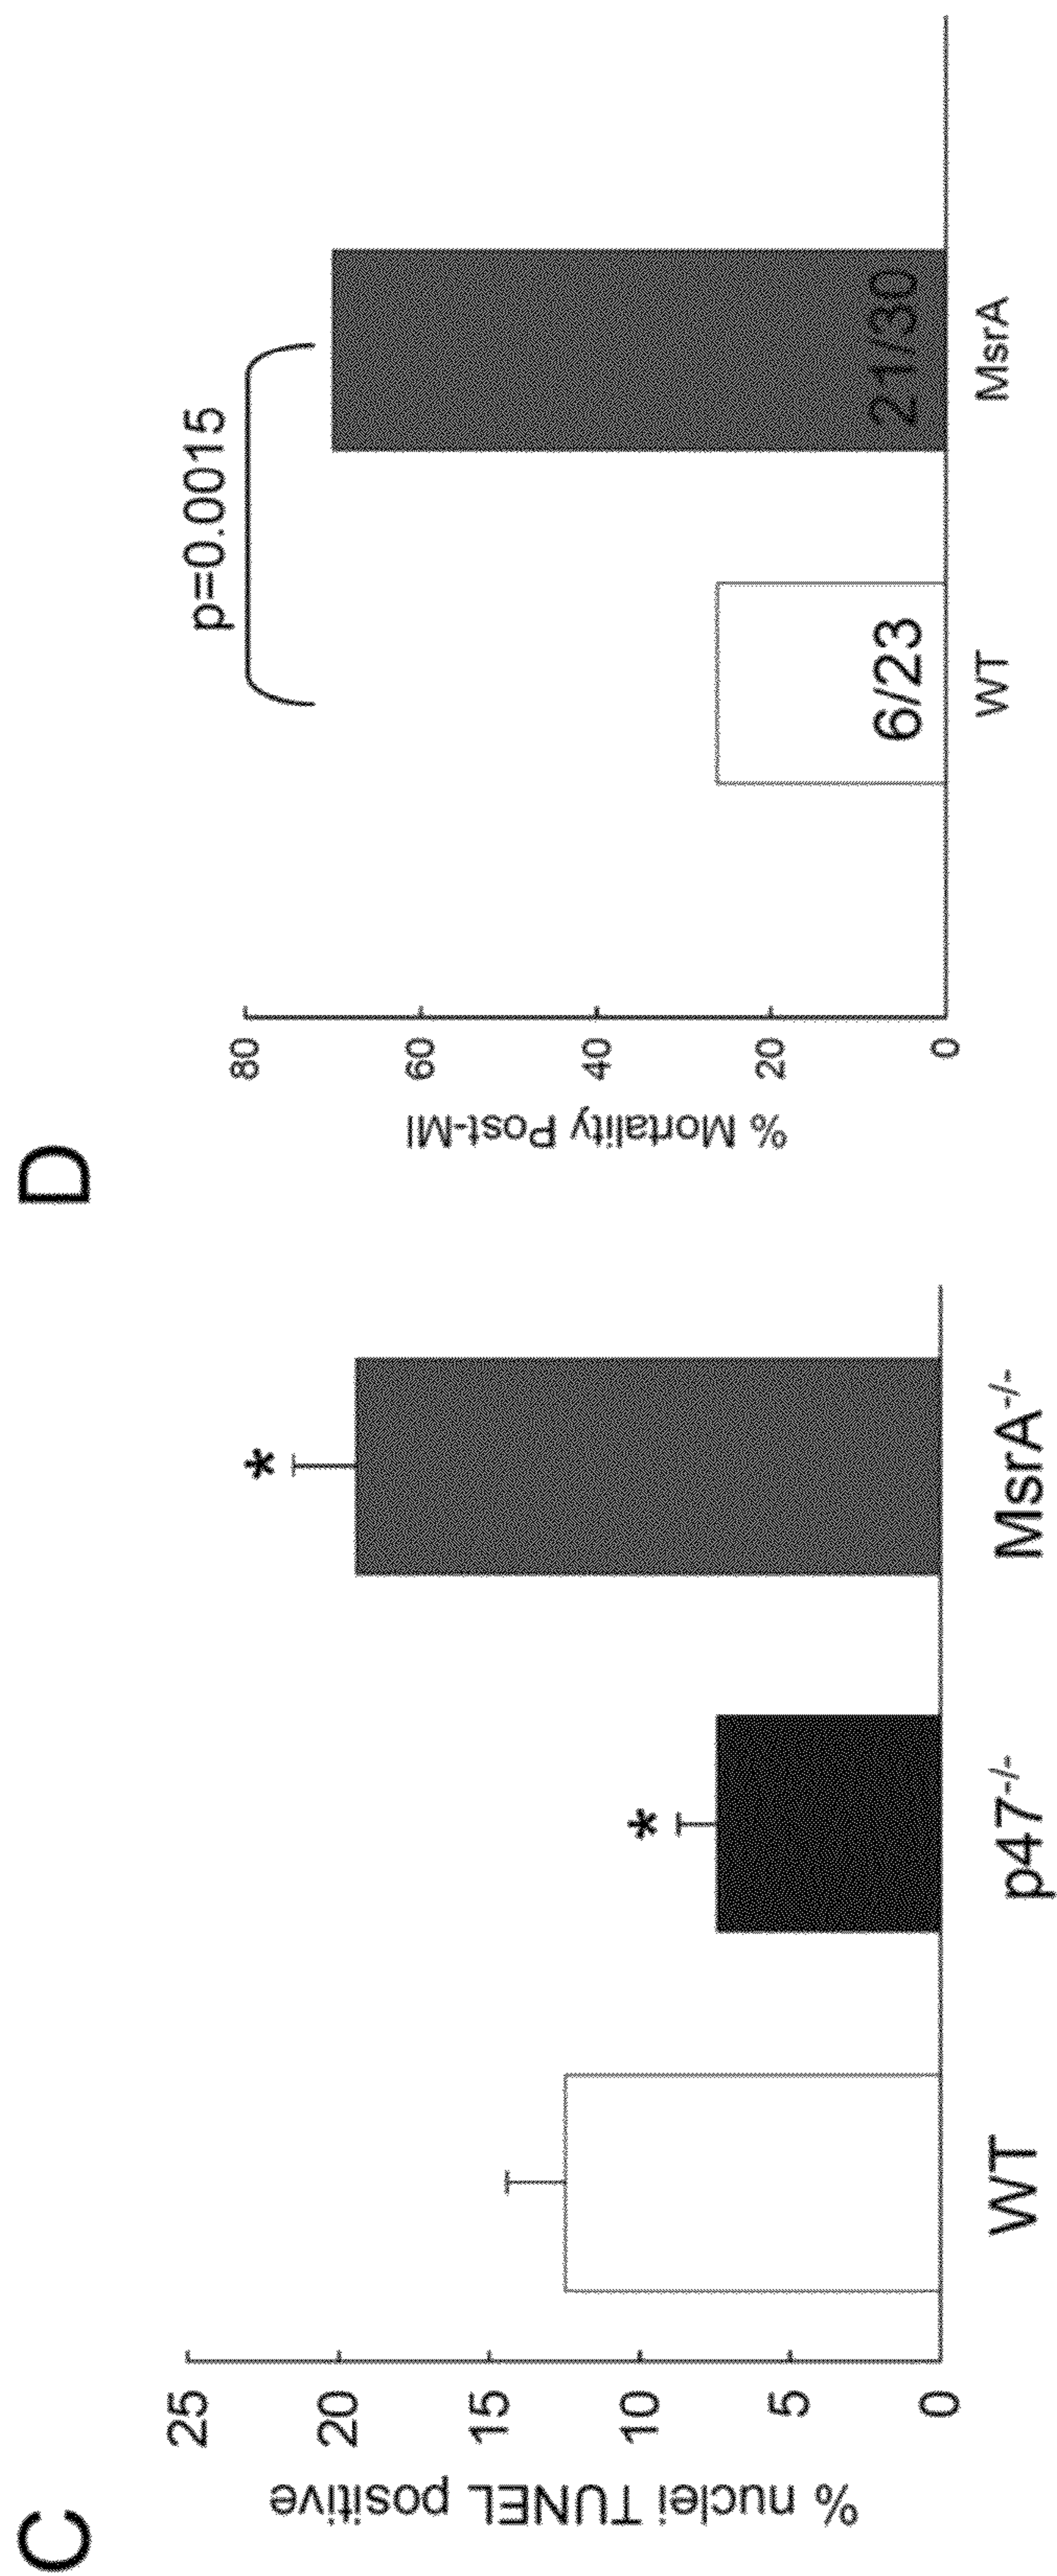 C
% nuclei TUNEL positive
25
20
15
10
5
0
*
*
WT
p47-/-
MsrA-/-
D
% Mortality Post-MI
80
60
40
20
0
p=0.0015
6/23
21/30
WT
MsrA